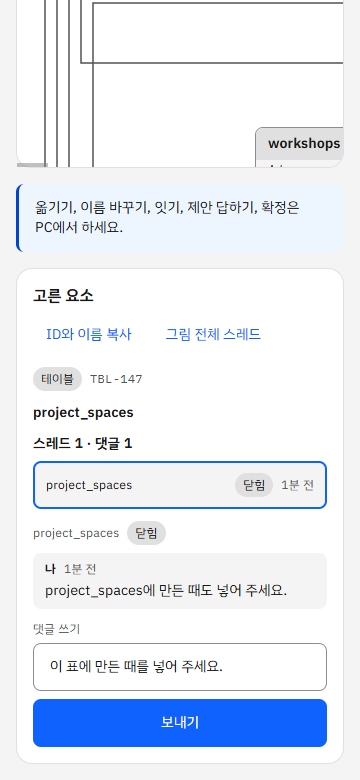 workshops
옮기기, 이름 바꾸기, 잇기, 제안 답하기, 확정은
PC에서 하세요.
고른 요소
ID와 이름 복사 그림 전체 스레드
테이블 TBL-147
project_spaces
스레드 1 · 댓글 1
project_spaces 닫힘 1분 전
project_spaces 닫힘
나 1분 전
project_spaces에 만든 때도 넣어 주세요.
댓글 쓰기
이 표에 만든 때를 넣어 주세요.
보내기